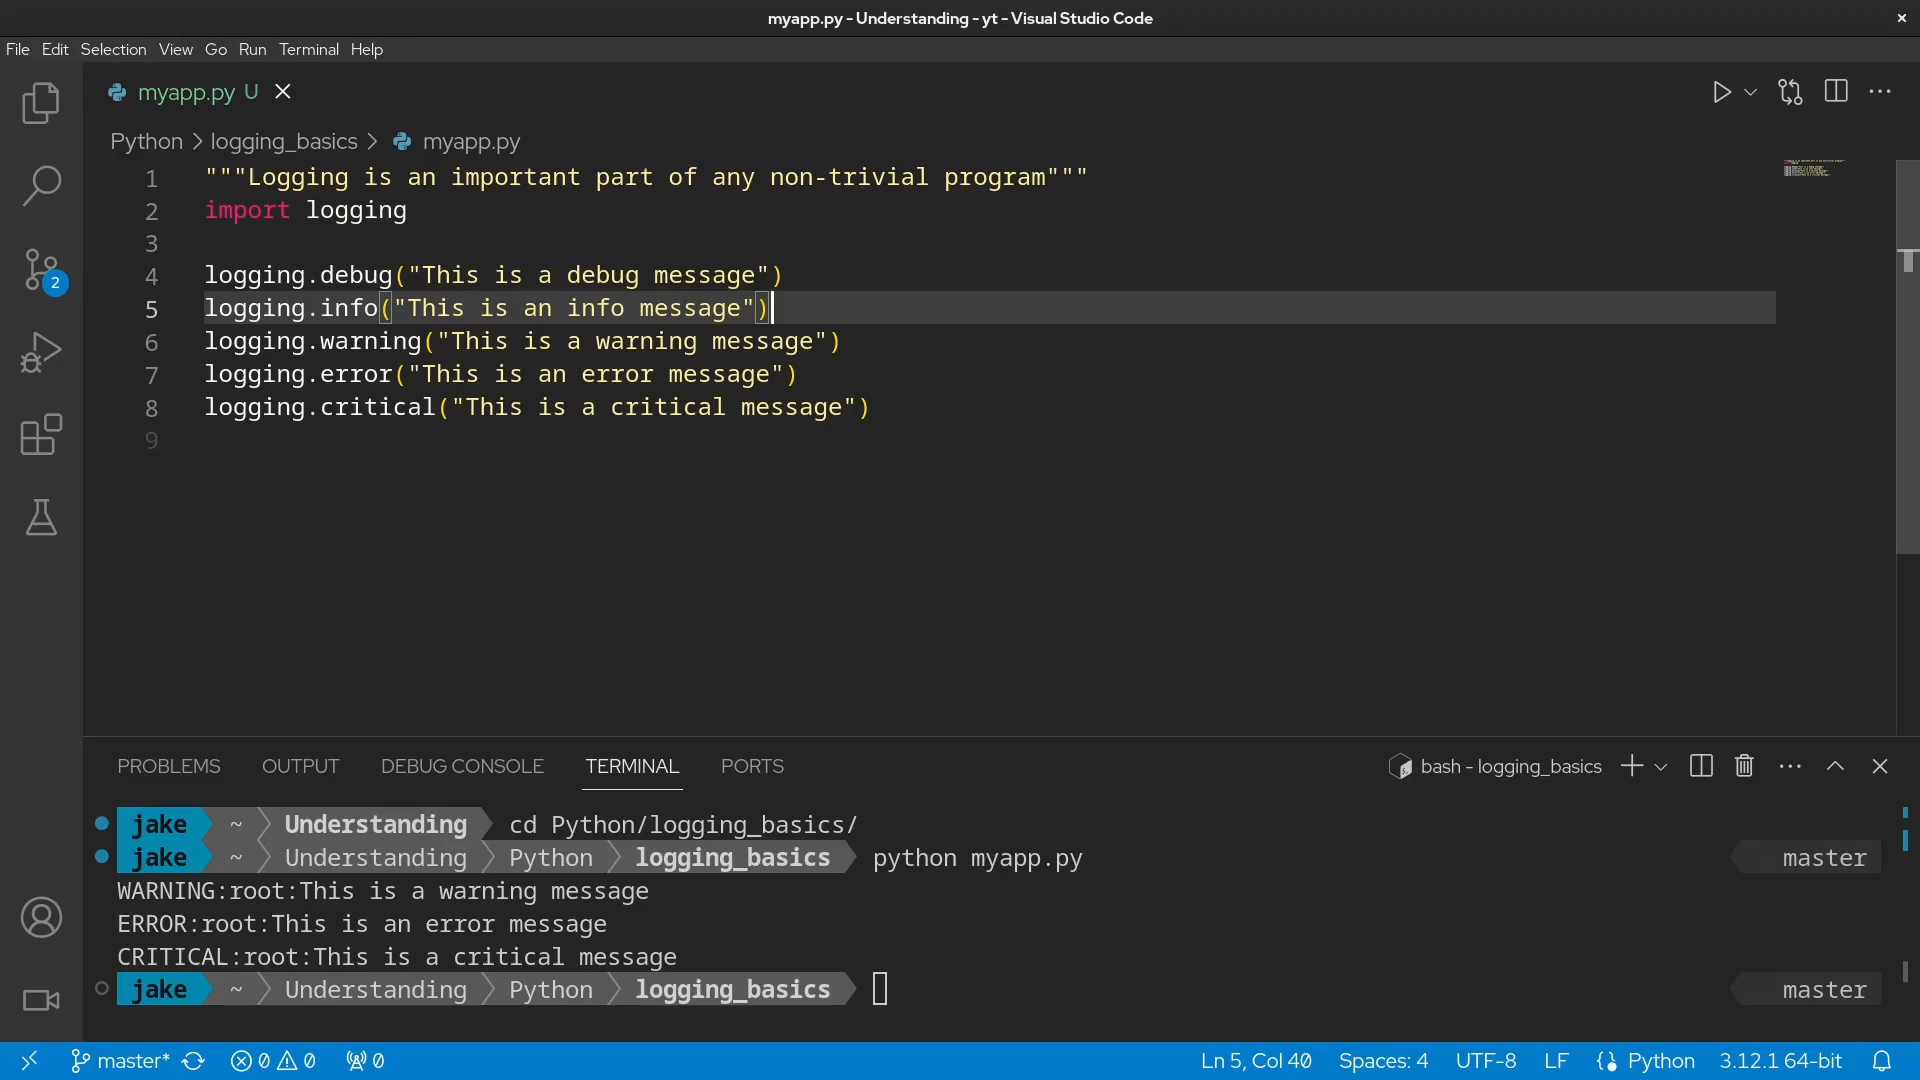 myapp.py - Understanding - yt - Visual Studio Code
File Edit Selection View Go Run Terminal Help
myapp.py U
Python logging_basics myapp.py
1 """Logging is an important part of any non-trivial program"""
2 import logging
3
4 logging.debug("This is a debug message")
5 logging.info("This is an info message")
6 logging.warning("This is a warning message")
7 logging.error("This is an error message")
8 logging.critical("This is a critical message")
9
2
PROBLEMS OUTPUT DEBUG CONSOLE TERMINAL PORTS bash - logging_basics
jake ~ Understanding cd Python/logging_basics/
jake ~ Understanding Python logging_basics python myapp.py master
WARNING:root:This is a warning message
ERROR:root:This is an error message
CRITICAL:root:This is a critical message
jake ~ Understanding Python logging_basics master
master* 0 0 0 Ln 5, Col 40 Spaces: 4 UTF-8 LF Python 3.12.1 64-bit